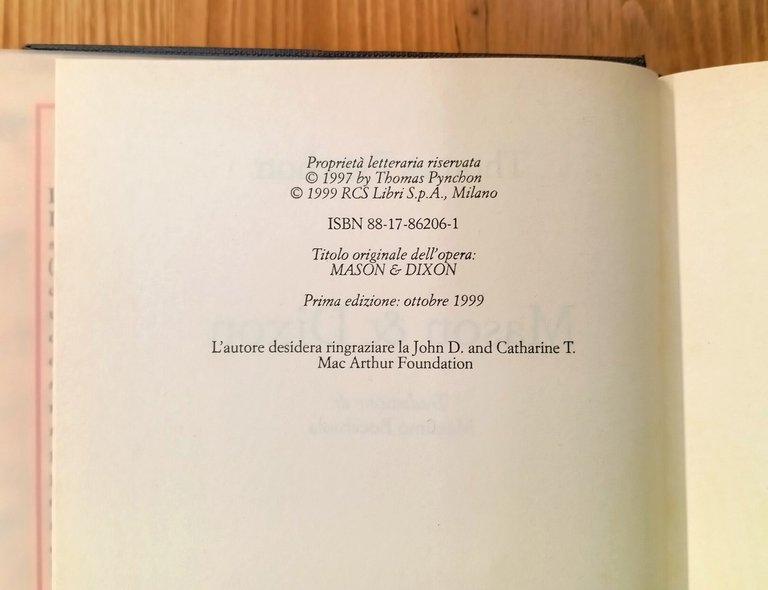 Proprietà letteraria riservata
© 1997 by Thomas Pynchon
© 1999 RCS Libri S.p.A., Milano
ISBN 88-17-86206-1
Titolo originale dell'opera:
MASON & DIXON
Prima edizione: ottobre 1999
L'autore desidera ringraziare la John D. and Catharine T.
Mac Arthur Foundation